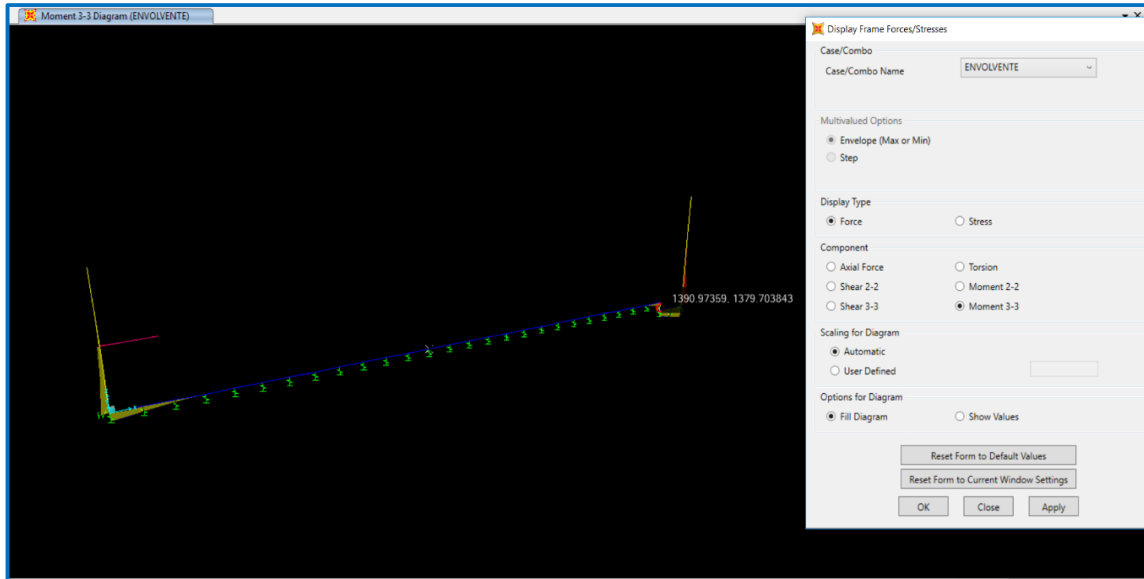 Moment 3-3 Diagram (ENVOLVENTE)
1390.97359, 1379.703843
Display Frame Forces/Stresses
Case/Combo
Case/Combo Name ENVOLVENTE
Multivalued Options
Envelope (Max or Min)
Step
Display Type
Force Stress
Component
Axial Force Torsion
Shear 2-2 Moment 2-2
Shear 3-3 Moment 3-3
Scaling for Diagram
Automatic
User Defined
Options for Diagram
Fill Diagram Show Values
Reset Form to Default Values
Reset Form to Current Window Settings
OK Close Apply